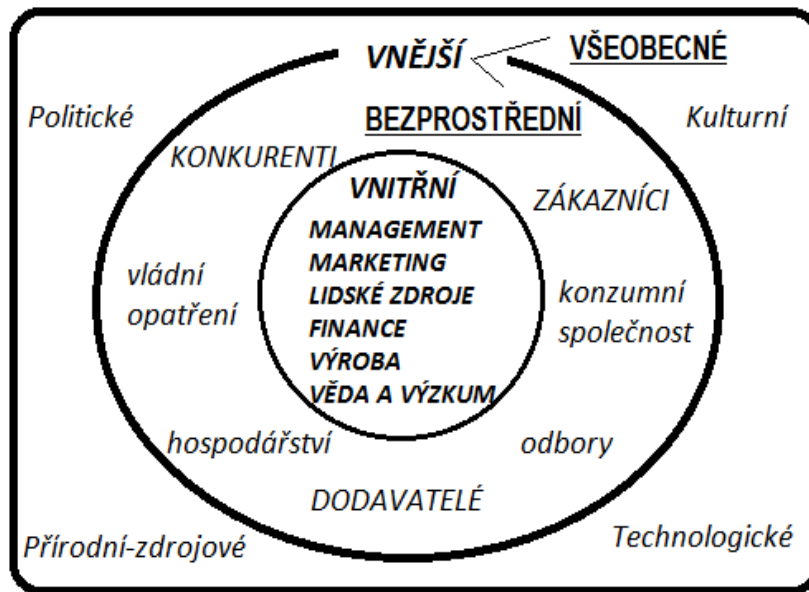 VNĚJŠÍ
VŠEOBECNÉ
Politické
BEZPROSTŘEDNÍ
Kulturní
KONKURENTI
VNITŘNÍ
ZÁKAZNÍCI
MANAGEMENT
MARKETING
LIDSKÉ ZDROJE
FINANCE
VÝROBA
VĚDA A VÝZKUM
vládní
opatření
konzumní
společnost
hospodářství
odbory
DODAVATELÉ
Přírodní-zdrojové
Technologické